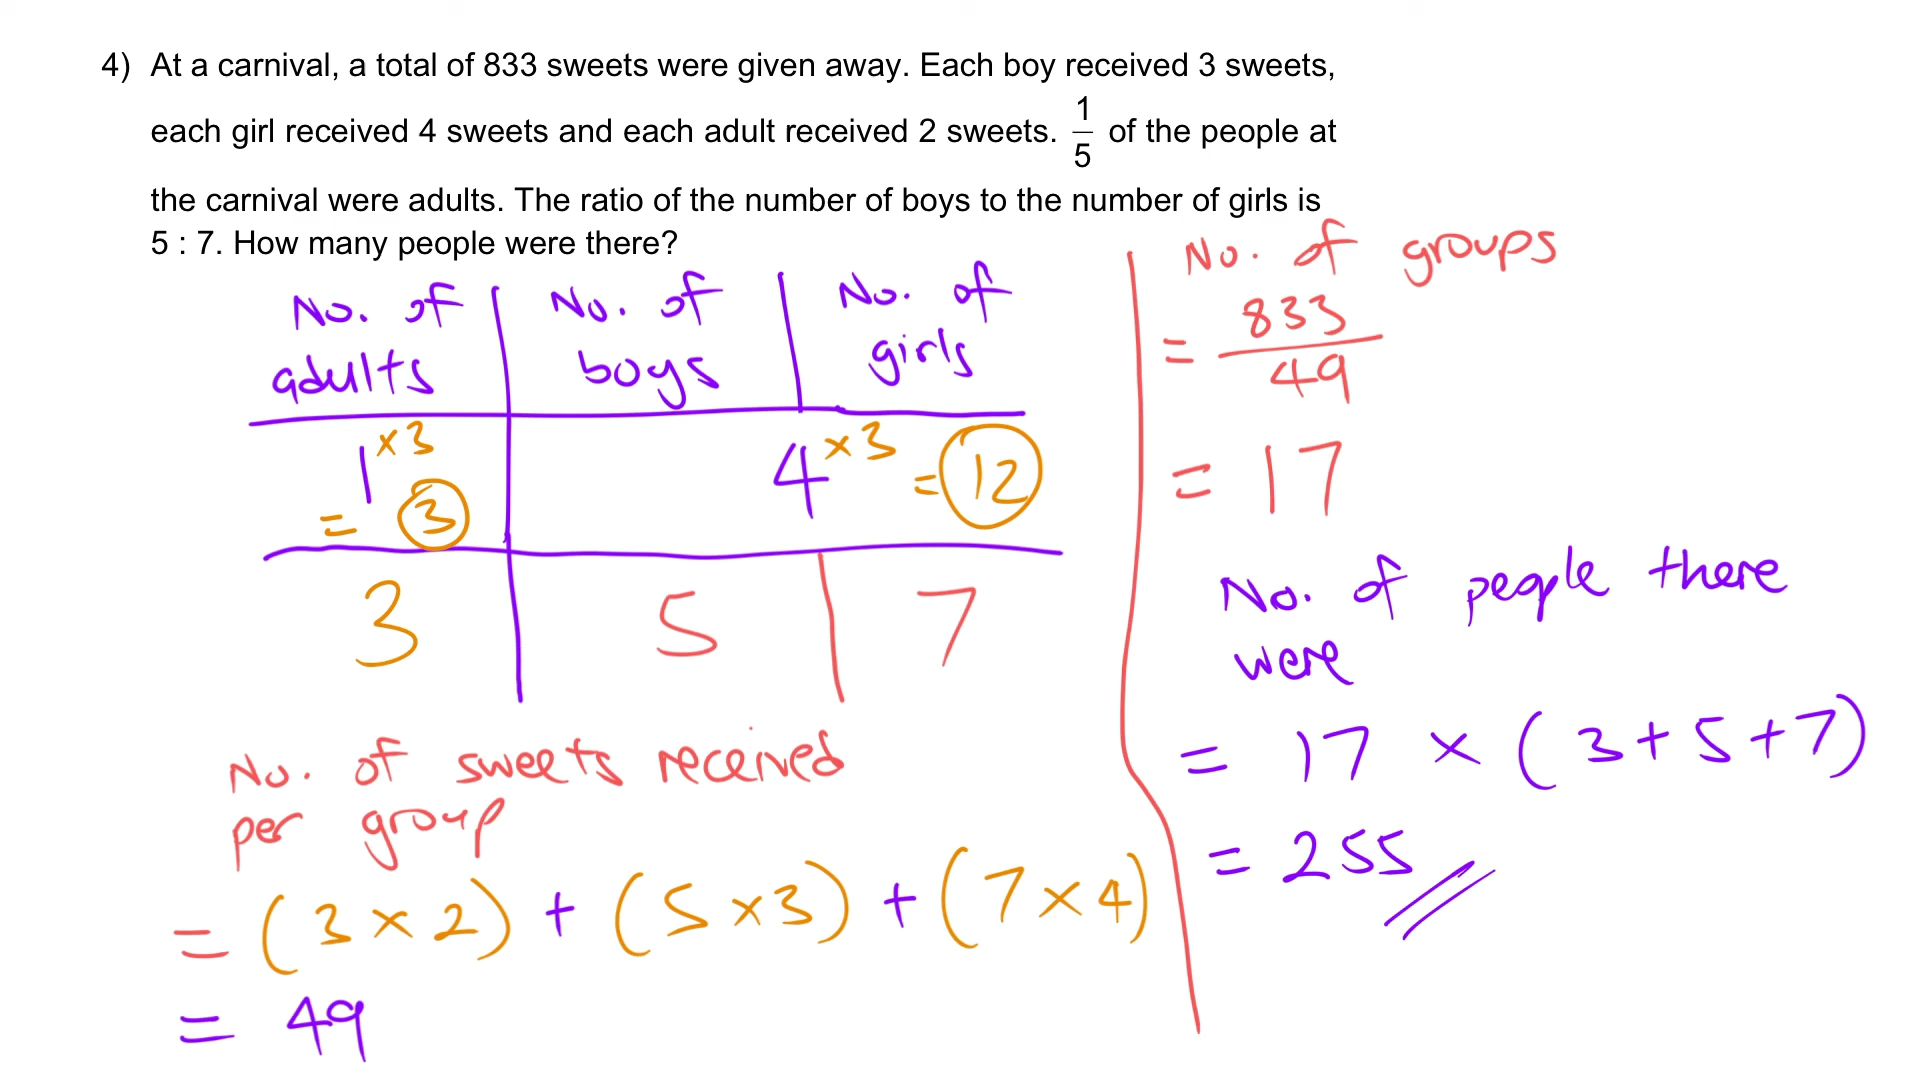 4) At a carnival, a total of 833 sweets were given away. Each boy received 3 sweets,
each girl received 4 sweets and each adult received 2 sweets. 1/5 of the people at
the carnival were adults. The ratio of the number of boys to the number of girls is
5 : 7. How many people were there?
No. of adults
No. of boys
No. of girls
1 ×3 = 3
4 ×3 = 12
3
5
7
No. of sweets received
per group
= (3 × 2) + (5 × 3) + (7 × 4)
= 49
No. of groups
= 833/49
= 17
No. of people there
were
= 17 × (3 + 5 + 7)
= 255